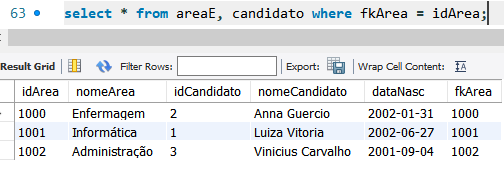 63 select * from areaE, candidato where fkArea = idArea;
Result Grid Filter Rows: Export: Wrap Cell Content:
idArea nomeArea idCandidato nomeCandidato dataNasc fkArea
1000 Enfermagem 2 Anna Guercio 2002-01-31 1000
1001 Informática 1 Luiza Vitoria 2002-06-27 1001
1002 Administração 3 Vinicius Carvalho 2001-09-04 1002